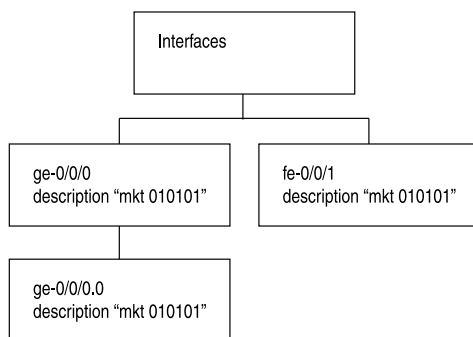 Interfaces
ge-0/0/0
description “mkt 010101”
fe-0/0/1
description “mkt 010101”
ge-0/0/0.0
description “mkt 010101”